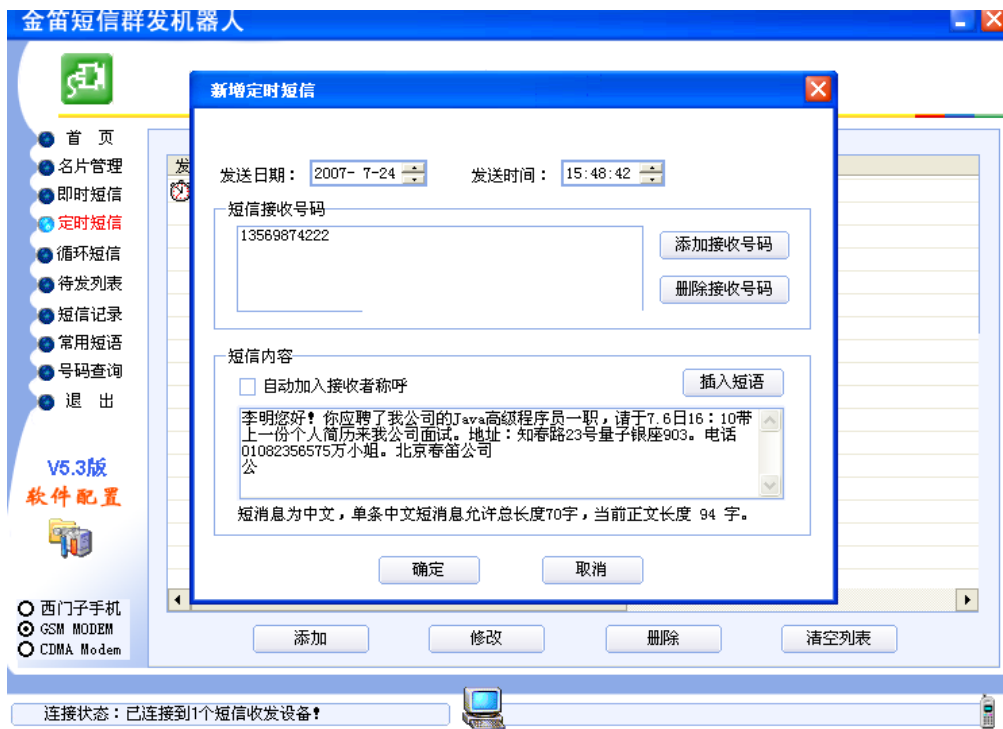 金笛短信群发机器人
新增定时短信
首 页
名片管理
即时短信
定时短信
循环短信
待发列表
短信记录
常用短语
号码查询
退 出
V5.3版
软件配置
西门子手机
GSM MODEM
CDMA Modem
发
发送日期： 2007- 7-24 发送时间： 15:48:42
短信接收号码
13569874222
添加接收号码
删除接收号码
短信内容
自动加入接收者称呼
插入短语
李明您好！你应聘了我公司的Java高级程序员一职，请于7.6日16：10带
上一份个人简历来我公司面试。地址：知春路23号量子银座903。电话
01082356575万小姐。北京春笛公司
公
短消息为中文，单条中文短消息允许总长度70字，当前正文长度 94 字。
确定 取消
添加 修改 删除 清空列表
连接状态：已连接到1个短信收发设备！